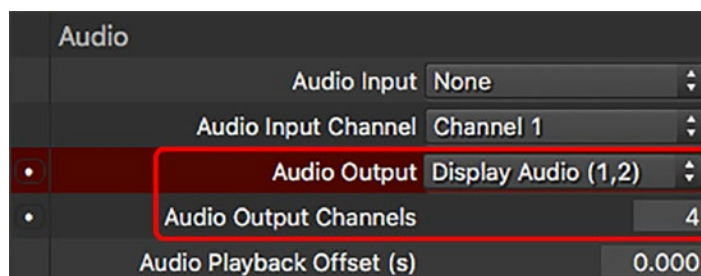 Audio
Audio Input None
Audio Input Channel Channel 1
Audio Output Display Audio (1,2)
Audio Output Channels 4
Audio Playback Offset (s) 0.000